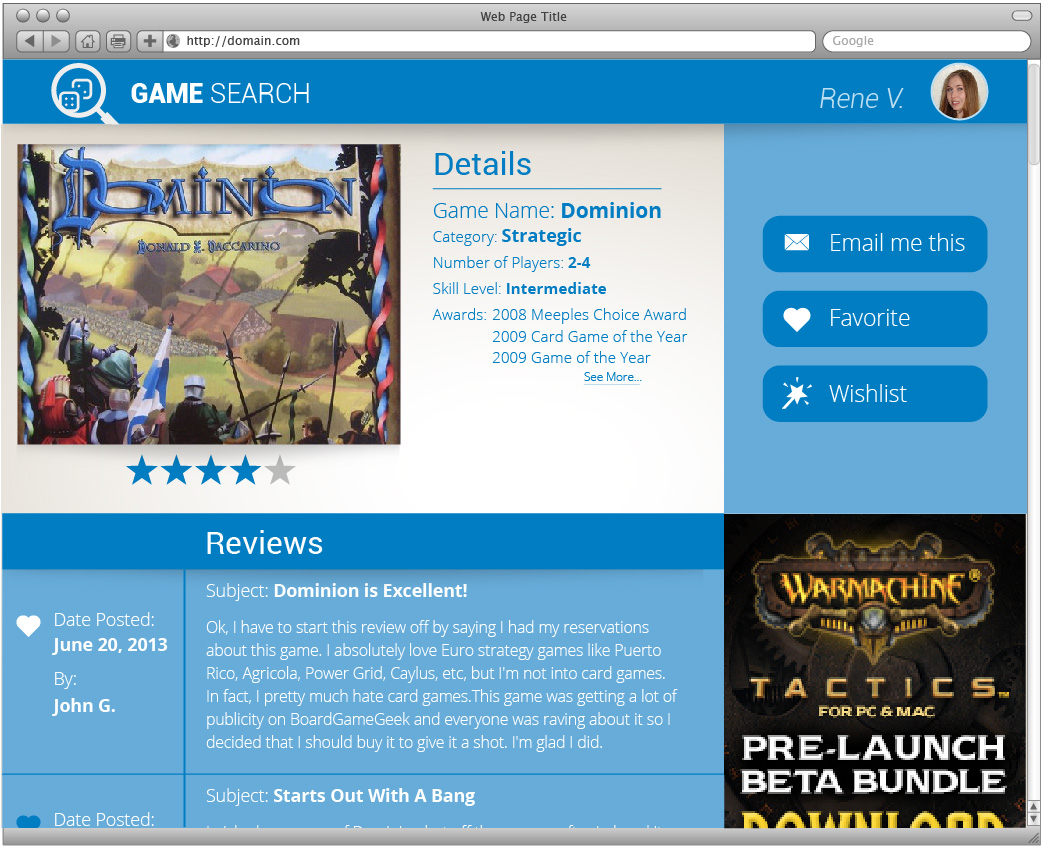 Web Page Title
http://domain.com
Google
GAME SEARCH
Rene V.
DOMINION
DONALD X. VACCARINO
Details
Game Name: Dominion
Category: Strategic
Number of Players: 2-4
Skill Level: Intermediate
Awards: 2008 Meeples Choice Award
2009 Card Game of the Year
2009 Game of the Year
See More...
Email me this
Favorite
Wishlist
Reviews
Date Posted:
June 20, 2013
By:
John G.
Subject: Dominion is Excellent!
Ok, I have to start this review off by saying I had my reservations
about this game. I absolutely love Euro strategy games like Puerto
Rico, Agricola, Power Grid, Caylus, etc, but I'm not into card games.
In fact, I pretty much hate card games.This game was getting a lot of
publicity on BoardGameGeek and everyone was raving about it so I
decided that I should buy it to give it a shot. I'm glad I did.
Date Posted:
Subject: Starts Out With A Bang
WARMACHINE®
TACTICS™
FOR PC & MAC
PRE-LAUNCH
BETA BUNDLE
DOWNLOAD